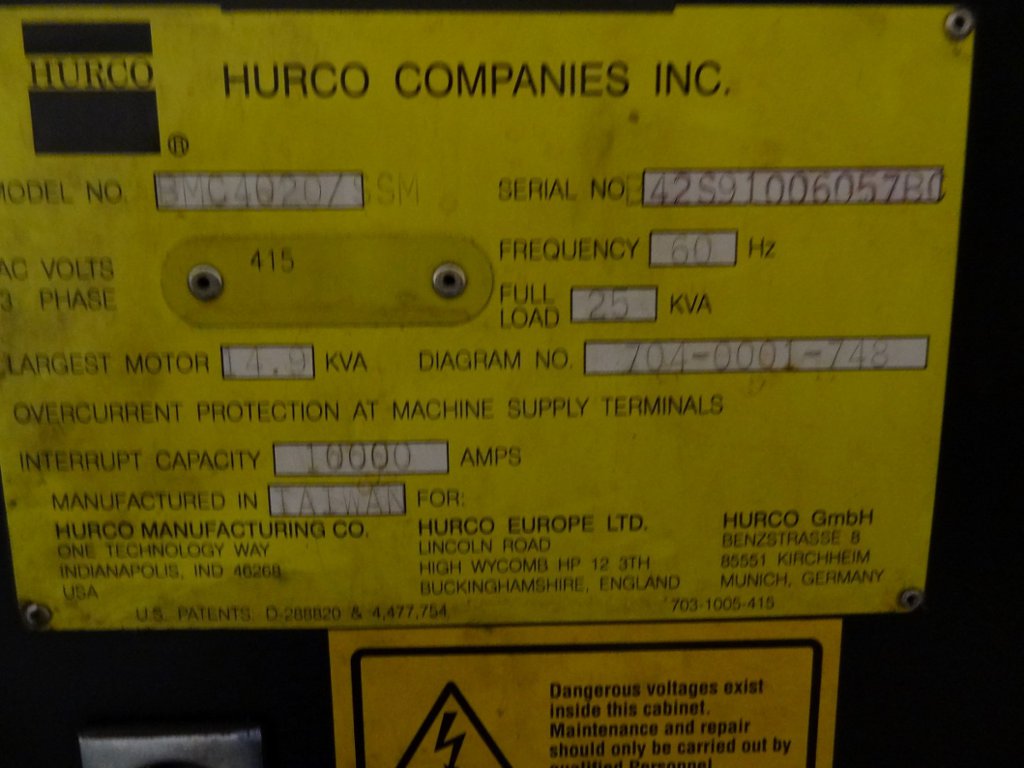 HURCO
HURCO COMPANIES INC.
®
MODEL NO. BMC4020/SSM
SERIAL NO. B42S91006057BC
AC VOLTS 415
3 PHASE
FREQUENCY 60 Hz
FULL LOAD 25 KVA
LARGEST MOTOR 14.9 KVA
DIAGRAM NO. 704-0001-748
OVERCURRENT PROTECTION AT MACHINE SUPPLY TERMINALS
INTERRUPT CAPACITY 10000 AMPS
MANUFACTURED IN TAIWAN FOR:
HURCO MANUFACTURING CO.
ONE TECHNOLOGY WAY
INDIANAPOLIS, IND 46268
USA
HURCO EUROPE LTD.
LINCOLN ROAD
HIGH WYCOMB HP 12 3TH
BUCKINGHAMSHIRE, ENGLAND
HURCO GmbH
BENZSTRASSE 8
85551 KIRCHHEIM
MUNICH, GERMANY
U.S. PATENTS: D-288820 & 4,477,754
703-1005-415
Dangerous voltages exist
inside this cabinet.
Maintenance and repair
should only be carried out by
qualified Personnel